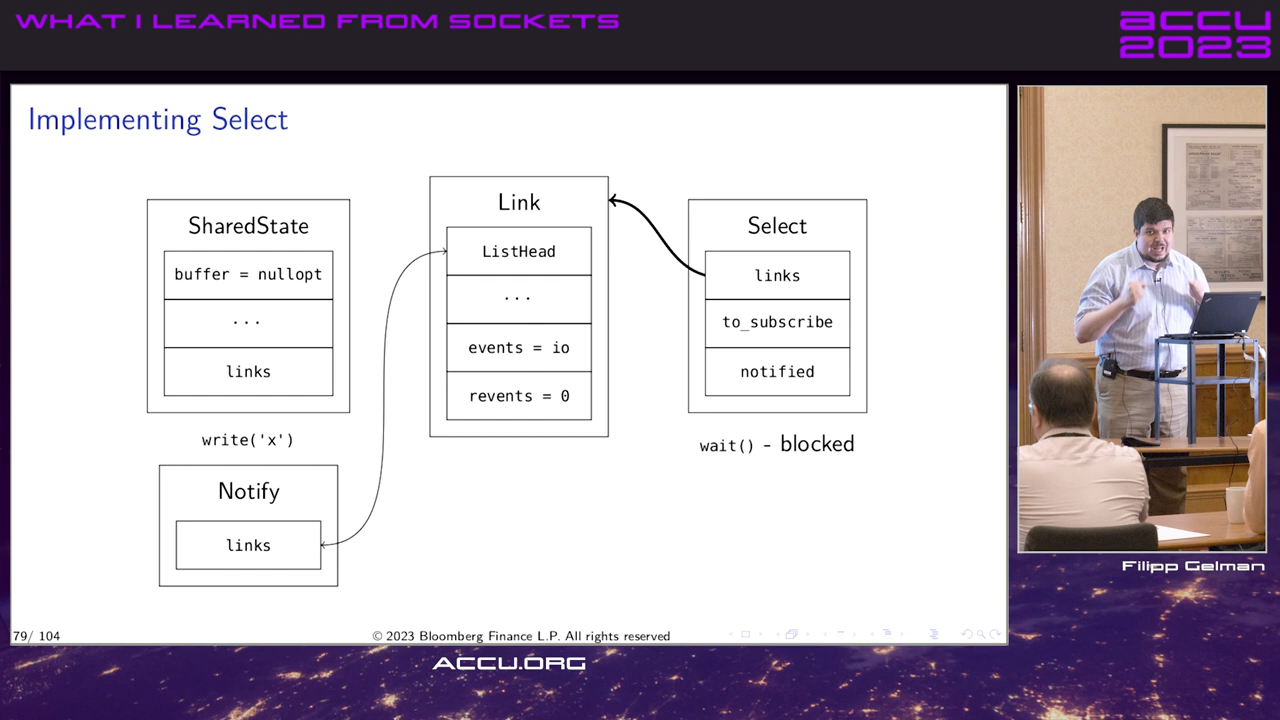 WHAT I LEARNED FROM SOCKETS
ACCU
2023
Implementing Select
SharedState
buffer = nullopt
...
links
write('x')
Notify
links
Link
ListHead
...
events = io
revents = 0
Select
links
to_subscribe
notified
wait() - blocked
79/ 104
© 2023 Bloomberg Finance L.P. All rights reserved
Filipp Gelman
ACCU.ORG